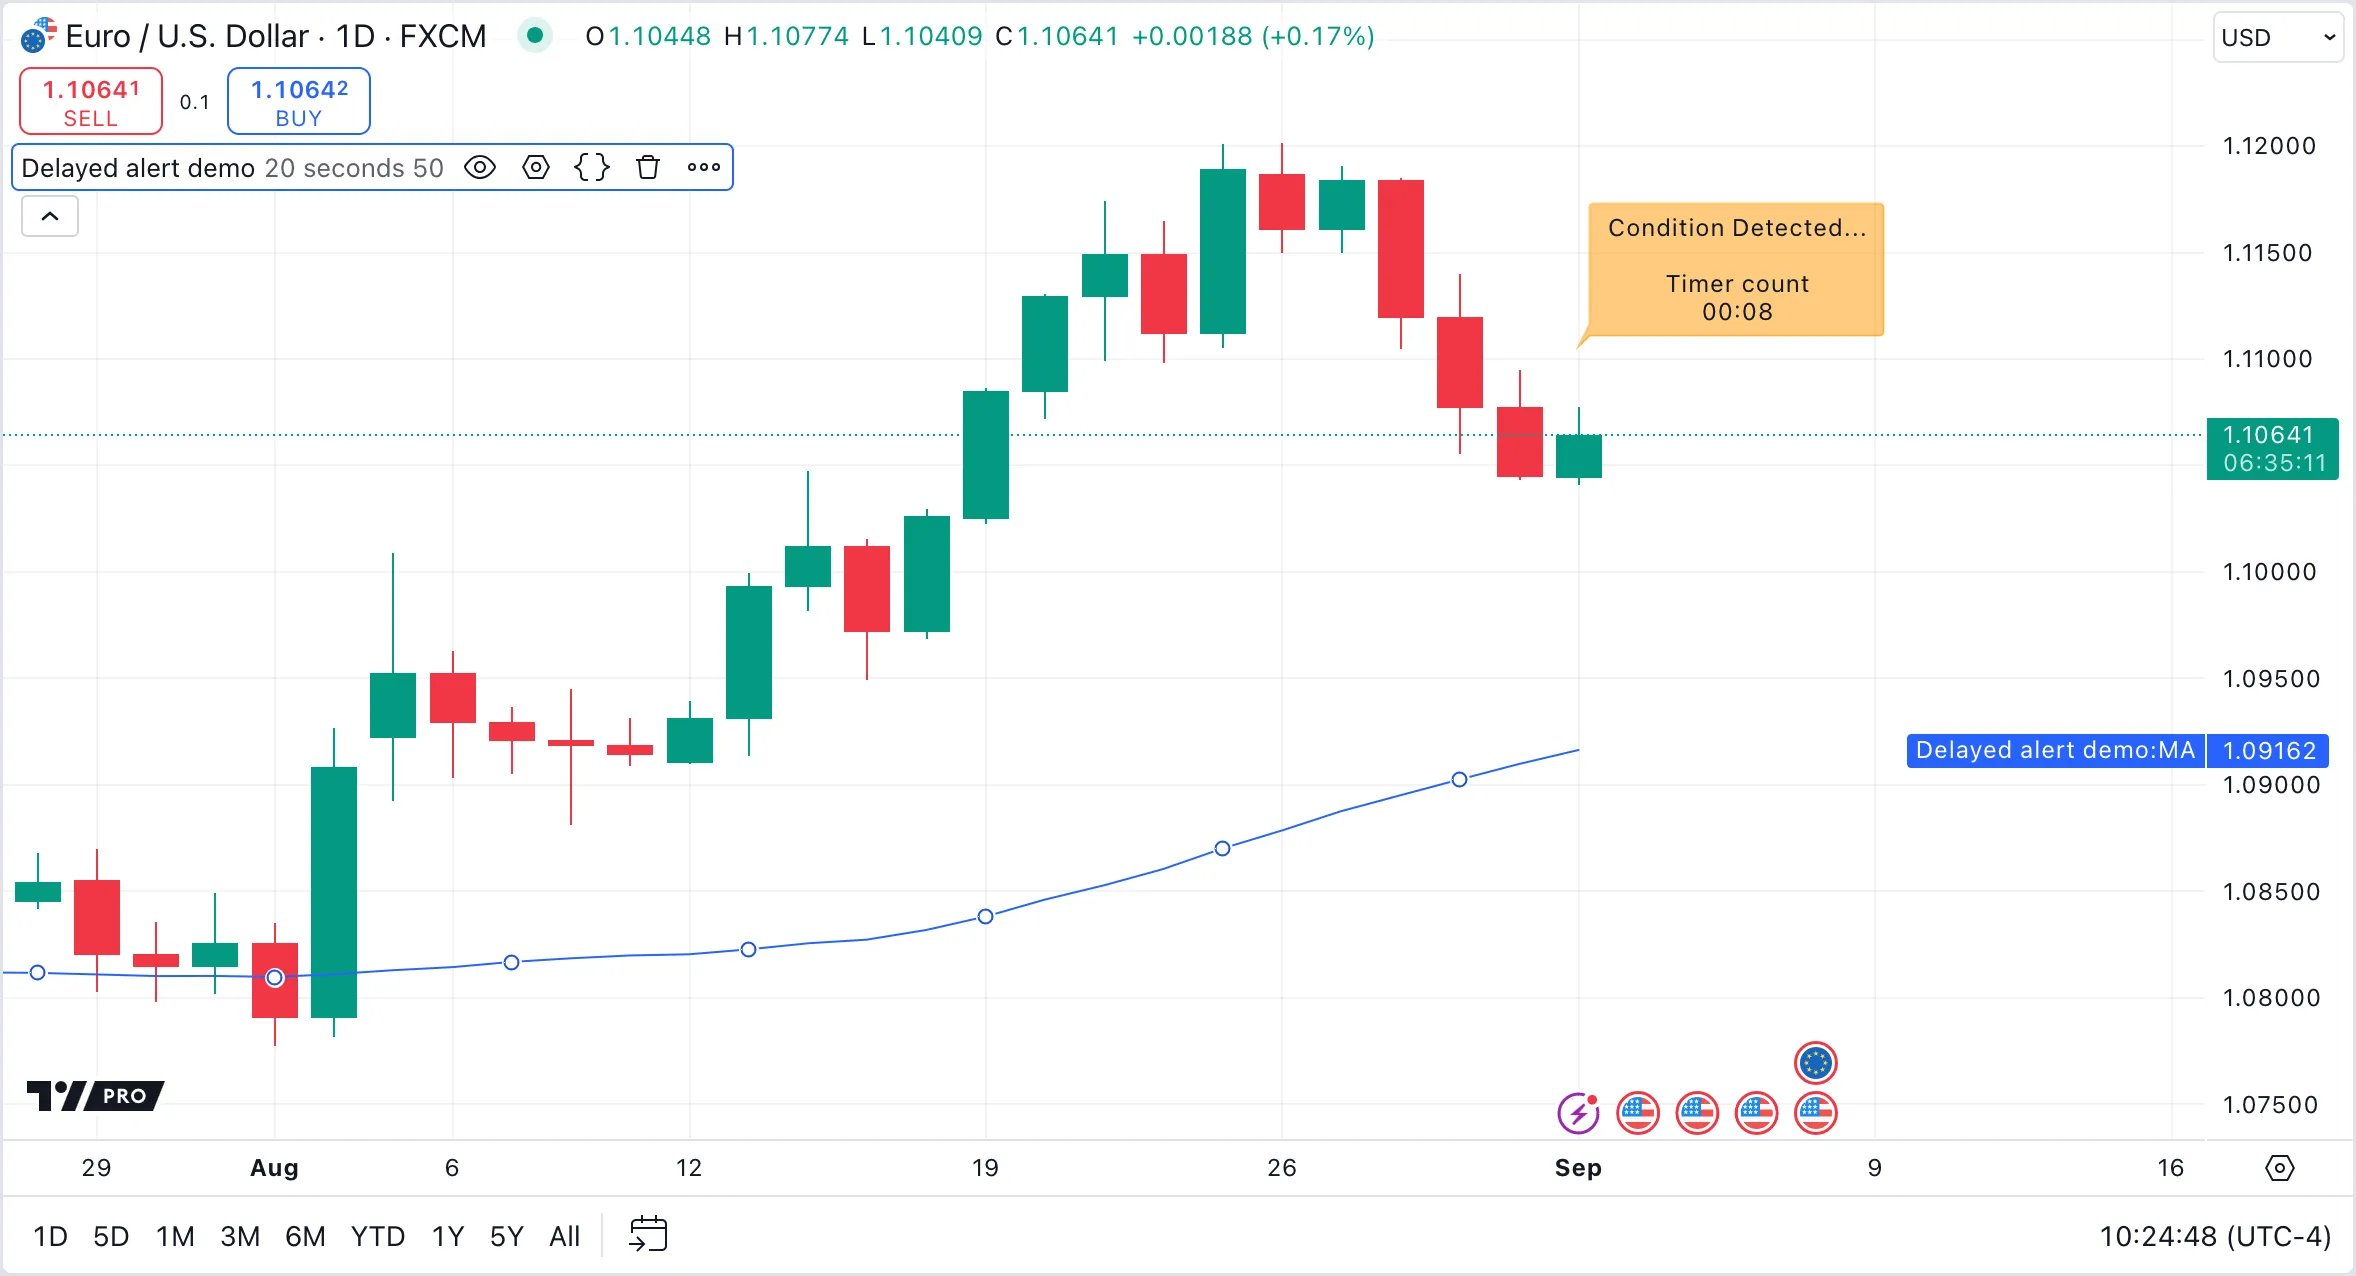 Euro / U.S. Dollar · 1D · FXCM O1.10448 H1.10774 L1.10409 C1.10641 +0.00188 (+0.17%)
USD
1.10641 SELL
0.1
1.10642 BUY
Delayed alert demo 20 seconds 50
Condition Detected...
Timer count
00:08
1.12000
1.11500
1.11000
1.10641
06:35:11
1.10000
1.09500
Delayed alert demo:MA 1.09162
1.09000
1.08500
1.08000
1.07500
PRO
29 Aug 6 12 19 26 Sep 9 16
1D 5D 1M 3M 6M YTD 1Y 5Y All
10:24:48 (UTC-4)